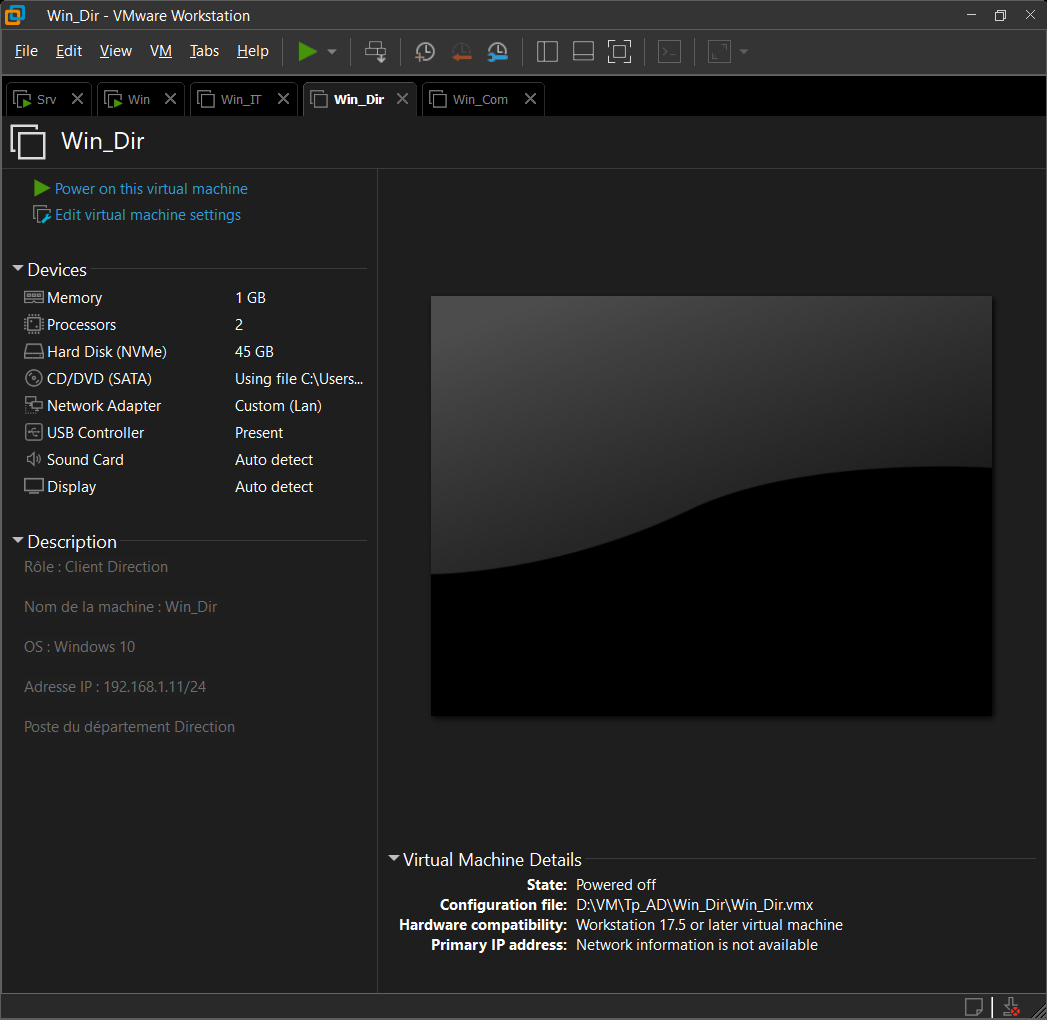 Win_Dir - VMware Workstation
File Edit View VM Tabs Help
Srv Win Win_IT Win_Dir Win_Com
Win_Dir
Power on this virtual machine
Edit virtual machine settings
Devices
Memory 1 GB
Processors 2
Hard Disk (NVMe) 45 GB
CD/DVD (SATA) Using file C:\Users...
Network Adapter Custom (Lan)
USB Controller Present
Sound Card Auto detect
Display Auto detect
Description
Rôle : Client Direction
Nom de la machine : Win_Dir
OS : Windows 10
Adresse IP : 192.168.1.11/24
Poste du département Direction
Virtual Machine Details
State: Powered off
Configuration file: D:\VM\Tp_AD\Win_Dir\Win_Dir.vmx
Hardware compatibility: Workstation 17.5 or later virtual machine
Primary IP address: Network information is not available